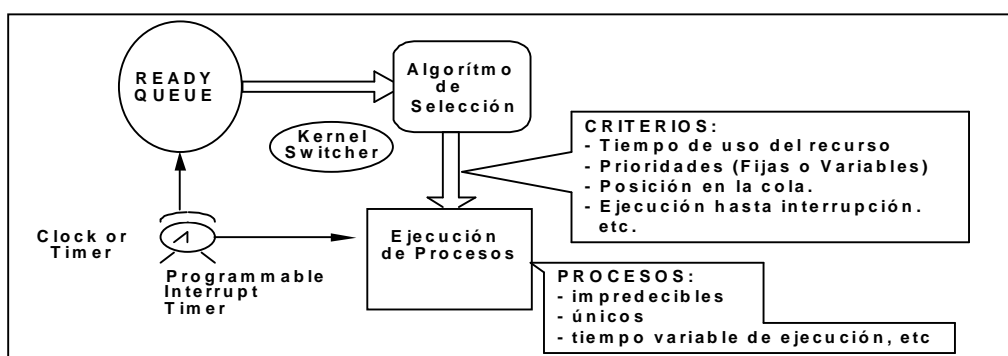 READY
QUEUE
Algorítmo
de
Selección
Kernel
Switcher
CRITERIOS:
- Tiempo de uso del recurso
- Prioridades (Fijas o Variables)
- Posición en la cola.
- Ejecución hasta interrupción.
etc.
Clock or
Timer
Programmable
Interrupt
Timer
Ejecución
de Procesos
PROCESOS:
- impredecibles
- únicos
- tiempo variable de ejecución, etc